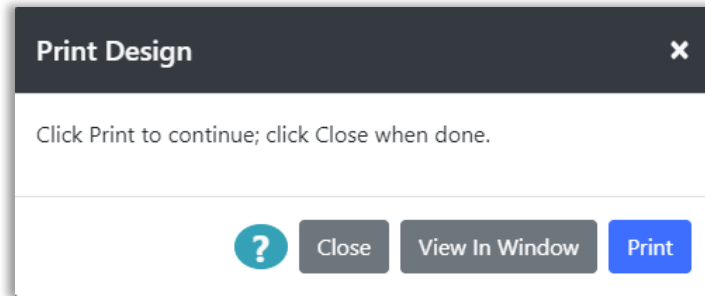 Print Design ×
Click Print to continue; click Close when done.
? Close View In Window Print